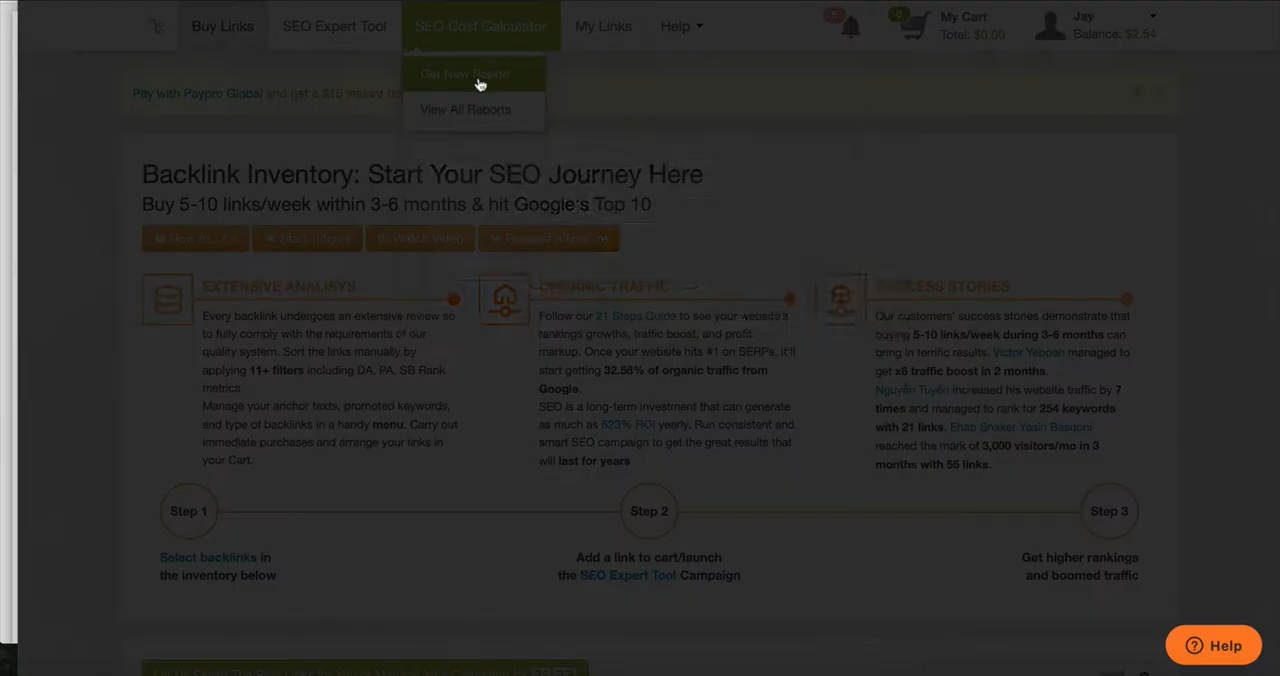 Buy Links
SEO Expert Tool
SEO Cost Calculator
My Links
Help
5
0
My Cart
Total: $0.00
Jay
Balance: $2.54
Get New Report
View All Reports
Pay with Paypro Global and get a $15 instant
Backlink Inventory: Start Your SEO Journey Here
Buy 5-10 links/week within 3-6 months & hit Google's Top 10
Watch Video
EXTENSIVE ANALISYS
Every backlink undergoes an extensive review so
to fully comply with the requirements of our
quality system. Sort the links manually by
applying 11+ filters including DA, PA, SB Rank
metrics
Manage your anchor texts, promoted keywords,
and type of backlinks in a handy menu. Carry out
immediate purchases and arrange your links in
your Cart.
ORGANIC TRAFFIC
Follow our 21 Steps Guide to see your website's
rankings growths, traffic boost, and profit
markup. Once your website hits #1 on SERPs, it'll
start getting 32.58% of organic traffic from
Google.
SEO is a long-term investment that can generate
as much as 523% ROI yearly. Run consistent and
smart SEO campaign to get the great results that
will last for years
SUCCESS STORIES
Our customers' success stories demonstrate that
buying 5-10 links/week during 3-6 months can
bring in terrific results. Victor Yeboah managed to
get x6 traffic boost in 2 months.
Nguyễn Tuyên increased his website traffic by 7
times and managed to rank for 254 keywords
with 21 links. Ehab Shaker Yasin Basuoni
reached the mark of 3,000 visitors/mo in 3
months with 55 links.
Step 1
Step 2
Step 3
Select backlinks in
the inventory below
Add a link to cart/launch
the SEO Expert Tool Campaign
Get higher rankings
and boomed traffic
Help